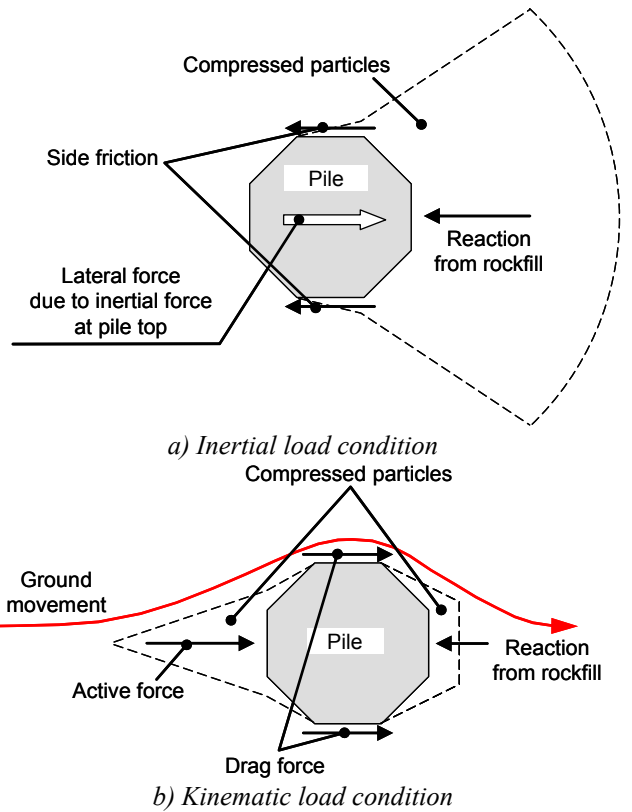 Compressed particles
Side friction
Pile
Lateral force
due to inertial force
at pile top
Reaction
from rockfill
a) Inertial load condition
Compressed particles
Ground
movement
Pile
Active force
Reaction
from rockfill
Drag force
b) Kinematic load condition